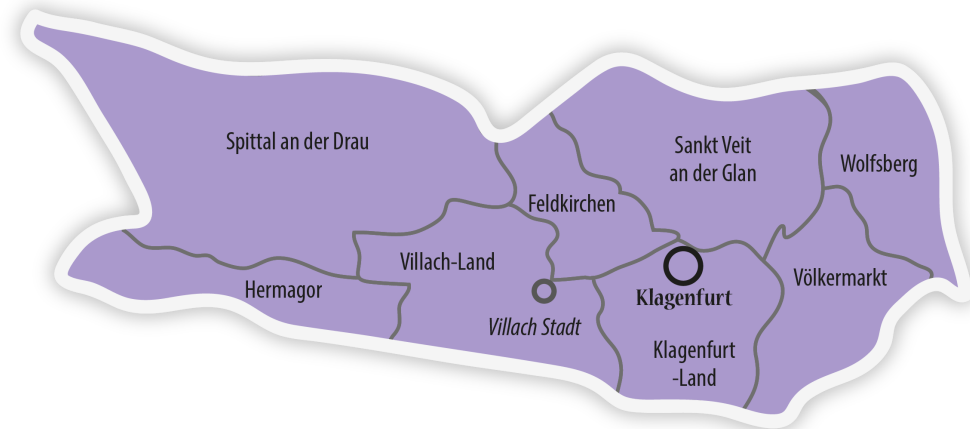 Spittal an der Drau
Sankt Veit
an der Glan
Wolfsberg
Feldkirchen
Villach-Land
Hermagor
Völkermarkt
Klagenfurt
Villach Stadt
Klagenfurt
-Land